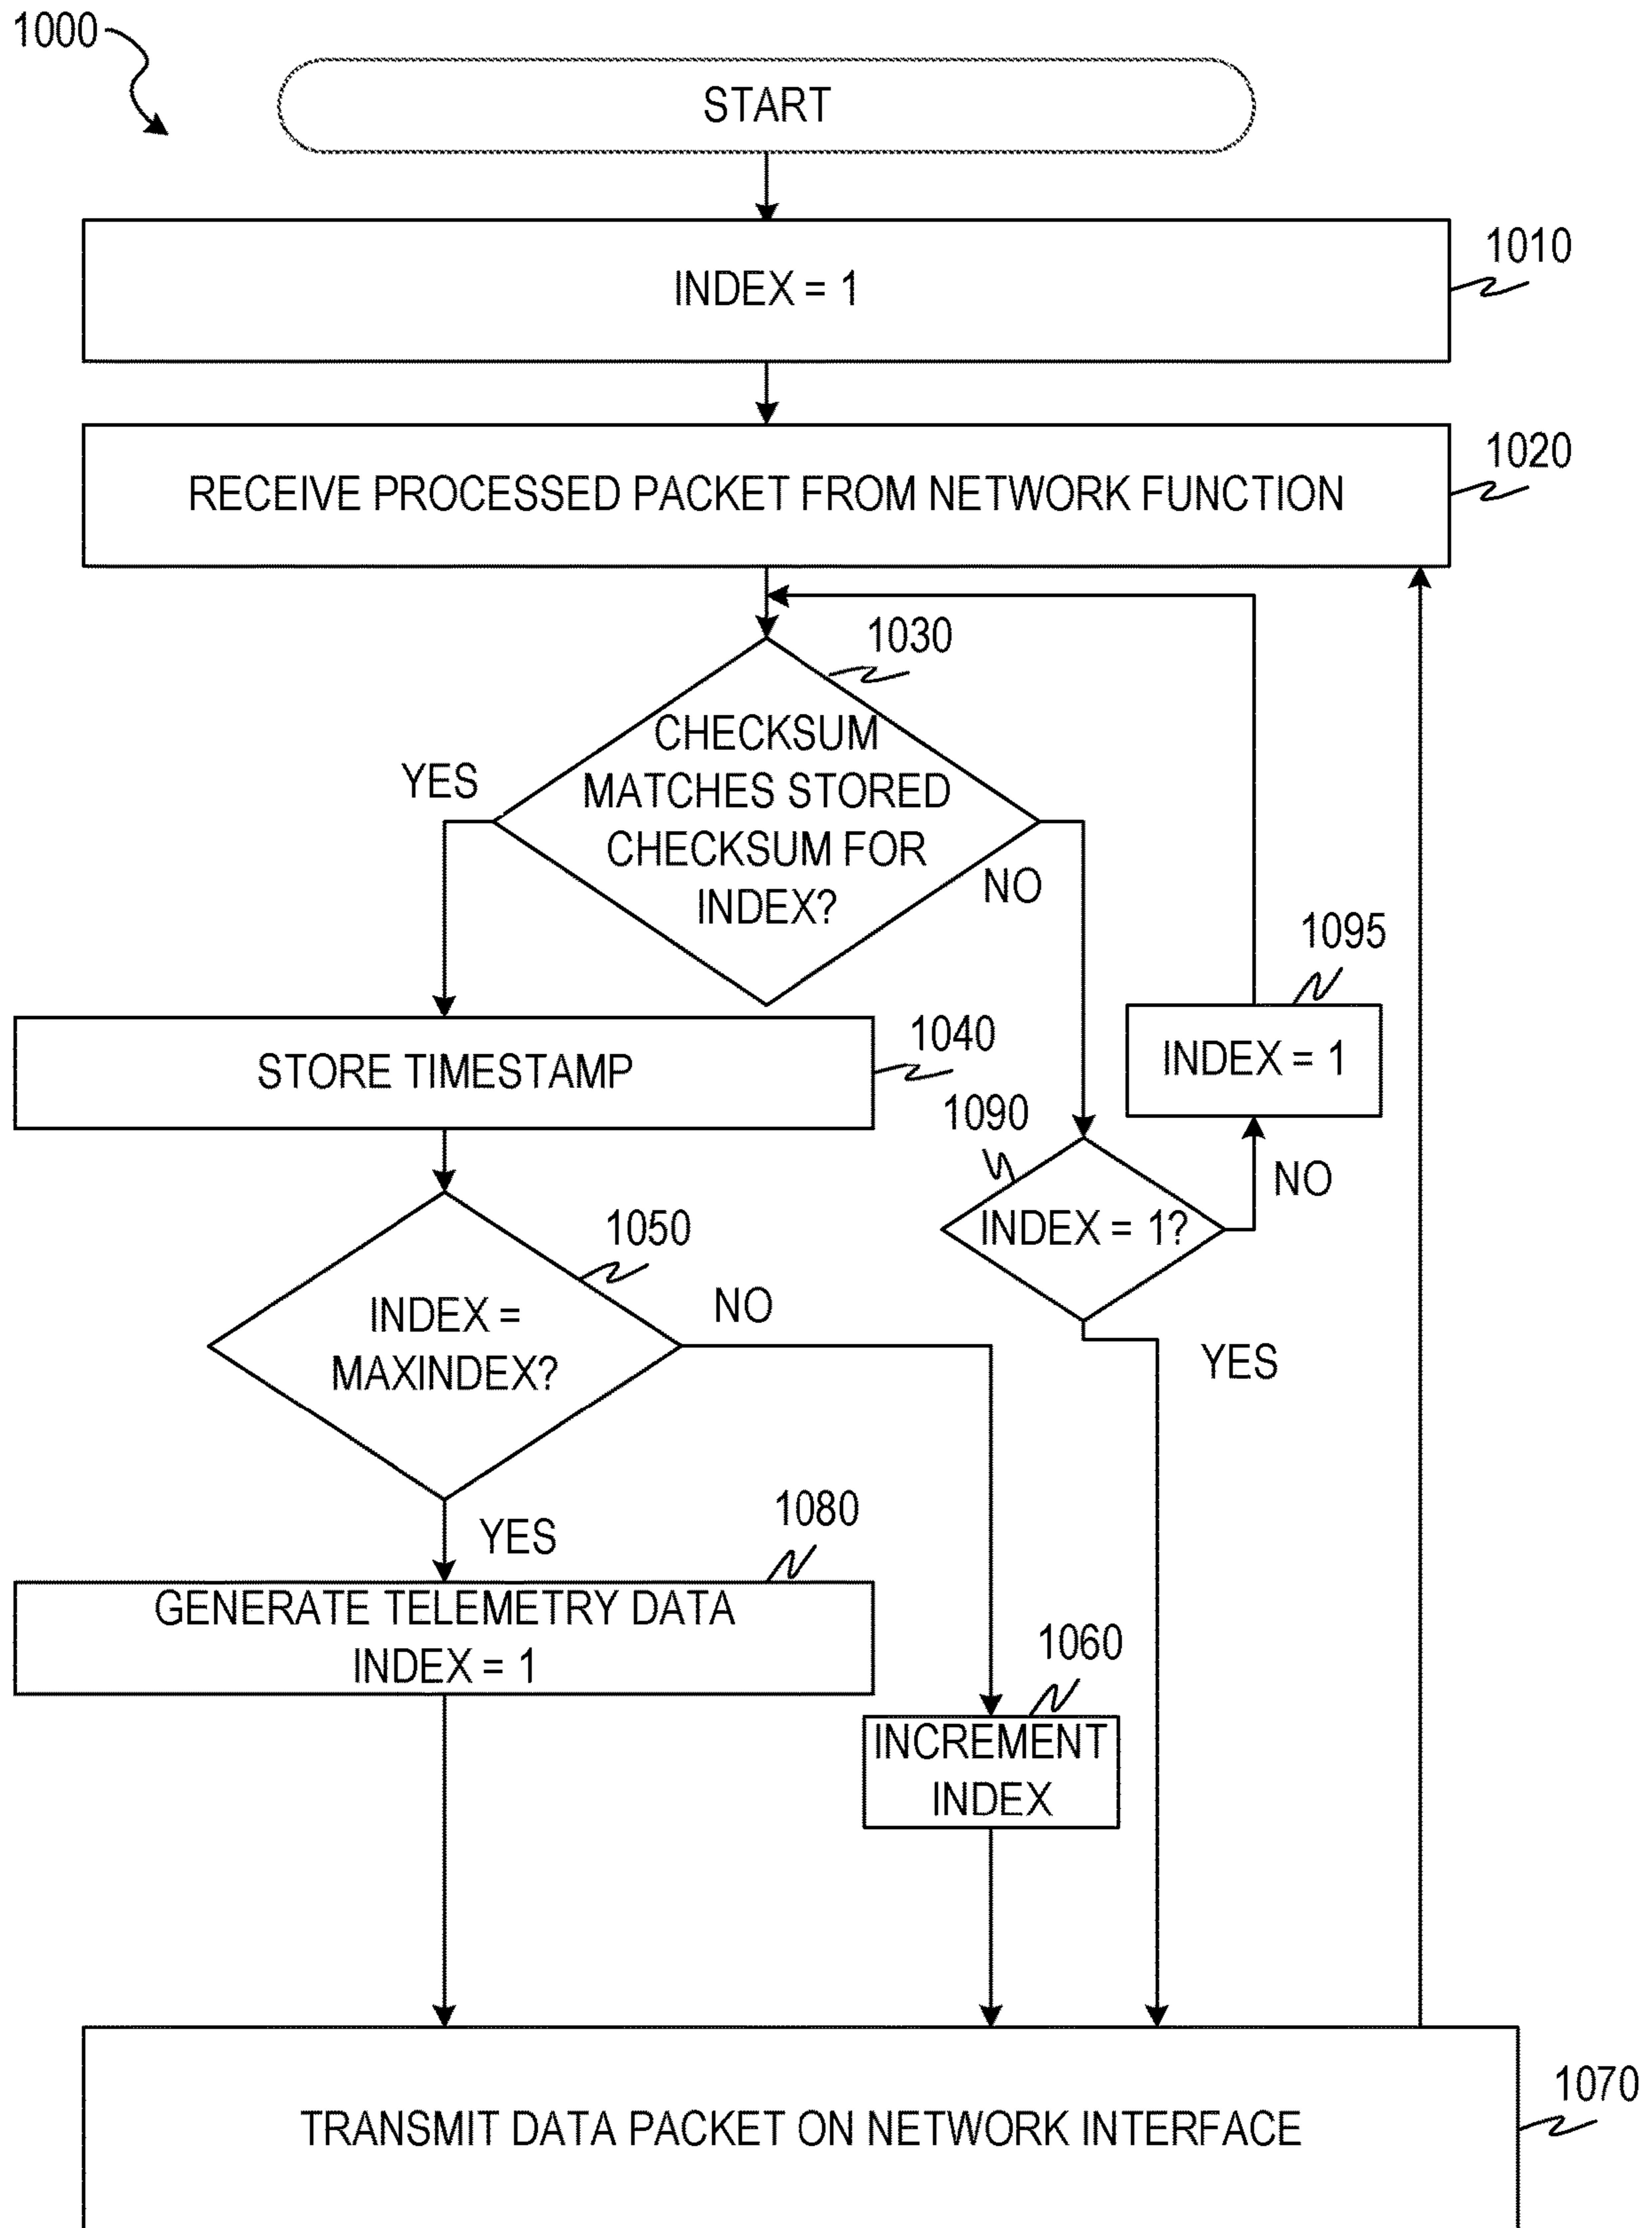 1000
START
1010
INDEX = 1
1020
RECEIVE PROCESSED PACKET FROM NETWORK FUNCTION
1030
CHECKSUM
MATCHES STORED
CHECKSUM FOR
INDEX?
YES
NO
1095
INDEX = 1
1040
STORE TIMESTAMP
1090
INDEX = 1?
NO
YES
1050
INDEX =
MAXINDEX?
NO
YES
1080
GENERATE TELEMETRY DATA
INDEX = 1
1060
INCREMENT
INDEX
1070
TRANSMIT DATA PACKET ON NETWORK INTERFACE